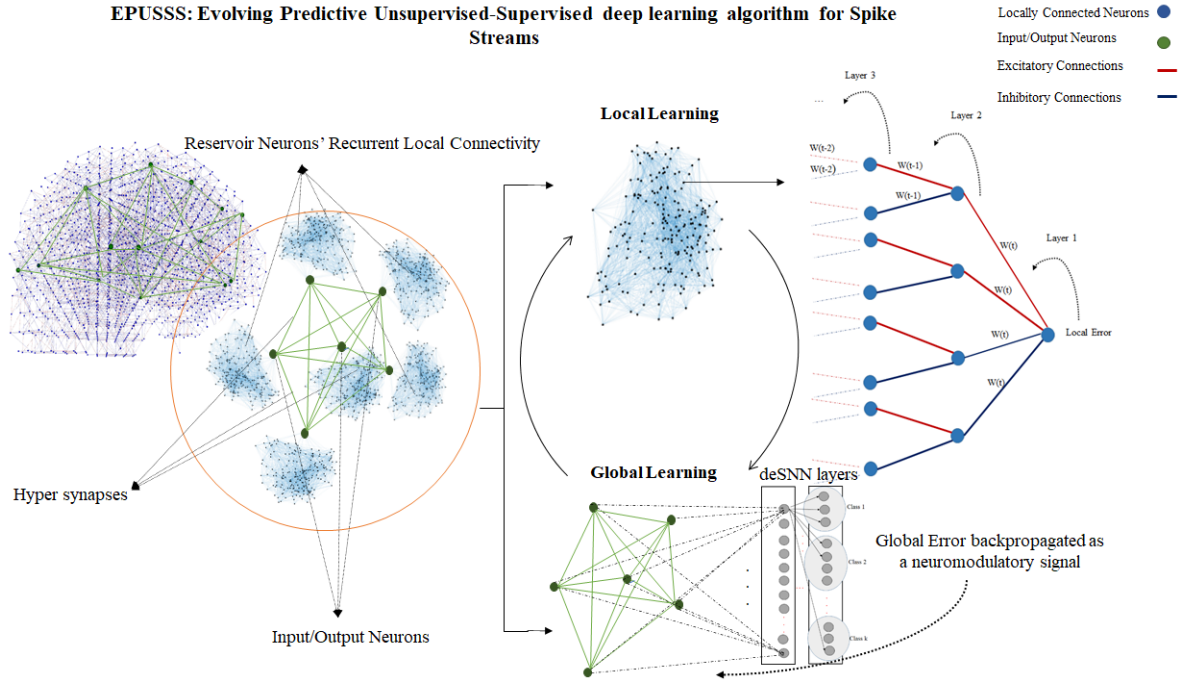 EPUSSS: Evolving Predictive Unsupervised-Supervised deep learning algorithm for Spike
Streams
Locally Connected Neurons
Input/Output Neurons
Excitatory Connections
Inhibitory Connections
Reservoir Neurons' Recurrent Local Connectivity
Hyper synapses
Input/Output Neurons
Local Learning
Layer 3
...
Layer 2
W(t-2)
W(t-2)
W(t-1)
W(t-1)
Layer 1
W(t)
W(t)
W(t)
W(t)
Local Error
Global Learning
deSNN layers
Class 1
Class 2
Class k
Global Error backpropagated as
a neuromodulatory signal